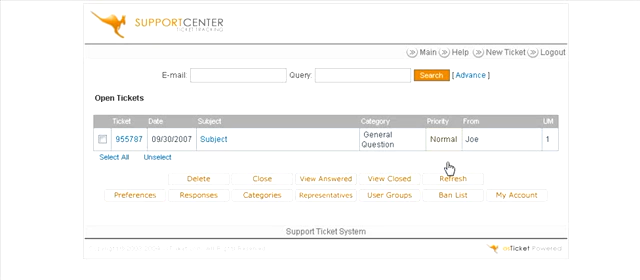 SUPPORTCENTER
TICKET TRACKING
Main Help New Ticket Logout
E-mail: Query: Search [ Advance ]
Open Tickets
Ticket Date Subject Category Priority From UM
955787 09/30/2007 Subject General Question Normal Joe 1
Select All Unselect
Delete Close View Answered View Closed Refresh
Preferences Responses Categories Representatives User Groups Ban List My Account
Support Ticket System
osTicket Powered